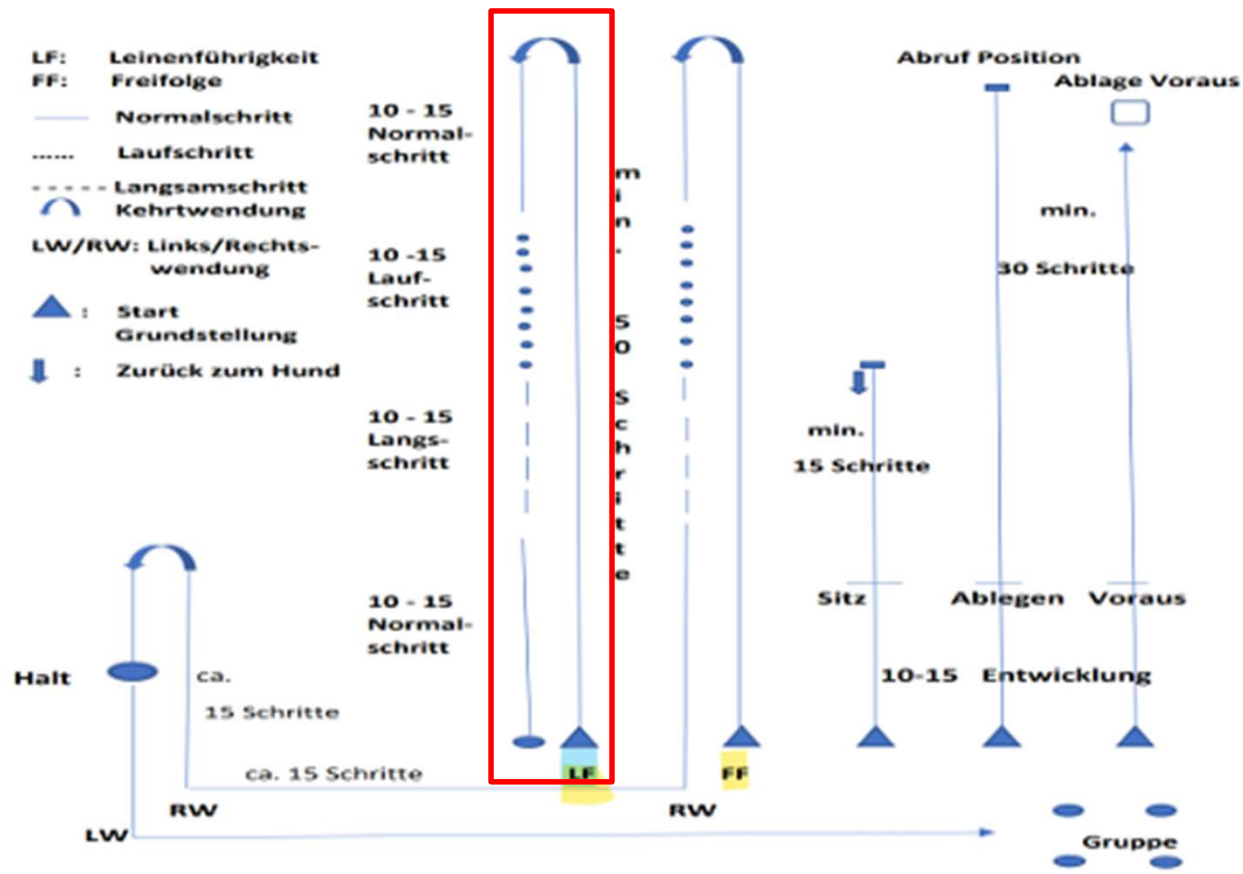 LF: Leinenführigkeit
FF: Freifolge
Normalschritt
Laufschritt
Langsamschritt
Kehrtwendung
LW/RW: Links/Rechts-
wendung
: Start
Grundstellung
: Zurück zum Hund
10 - 15
Normal-
schritt
10 -15
Lauf-
schritt
10 - 15
Langs-
schritt
10 - 15
Normal-
schritt
min. 50 Schritte
Abruf Position
Ablage Voraus
min.
30 Schritte
min.
15 Schritte
Sitz Ablegen Voraus
10-15 Entwicklung
Halt
ca.
15 Schritte
ca. 15 Schritte
LF
FF
RW
RW
LW
Gruppe